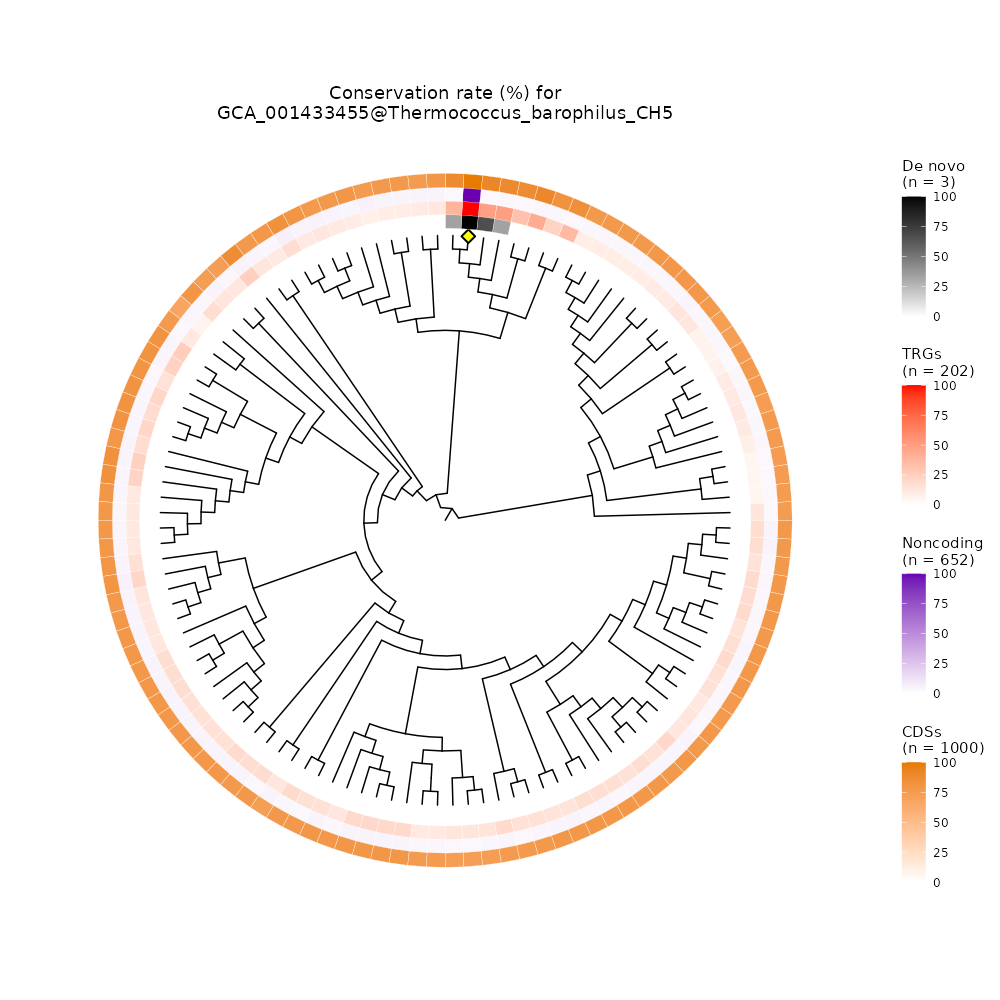 Conservation rate (%) for
GCA_001433455@Thermococcus_barophilus_CH5
De novo
(n = 3)
100
75
50
25
0
TRGs
(n = 202)
100
75
50
25
0
Noncoding
(n = 652)
100
75
50
25
0
CDSs
(n = 1000)
100
75
50
25
0